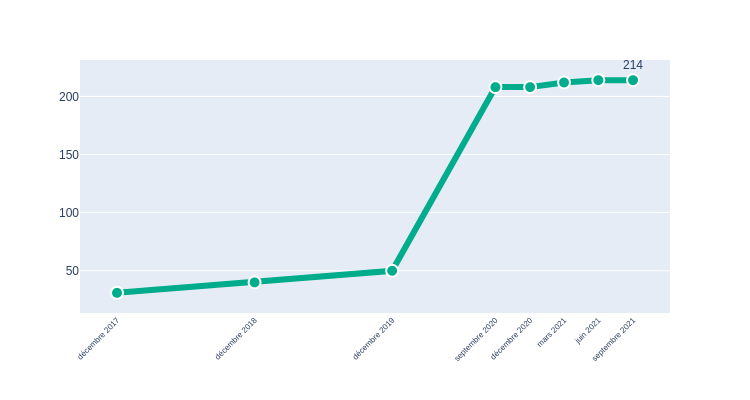 214
200
150
100
50
décembre 2017
décembre 2018
décembre 2019
septembre 2020
décembre 2020
mars 2021
juin 2021
septembre 2021